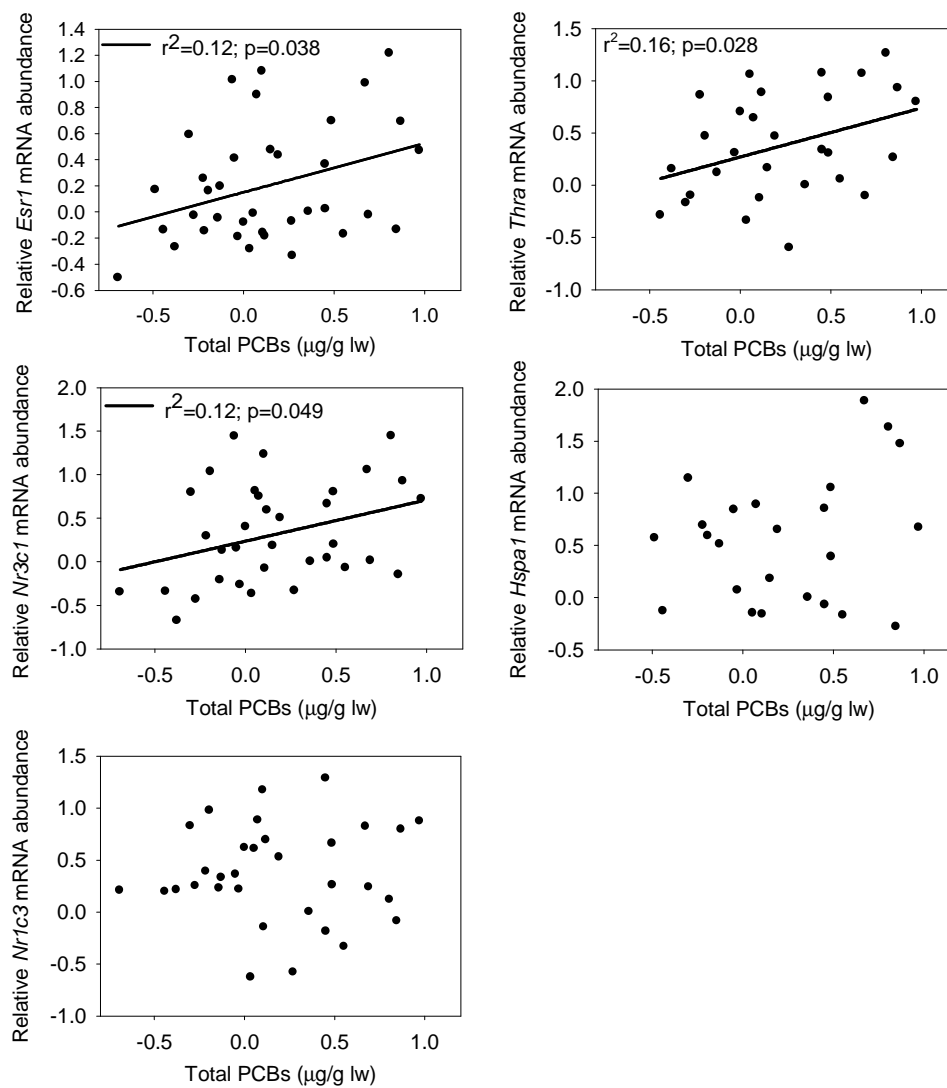 r²=0.12; p=0.038
1.4
1.2
1.0
0.8
0.6
0.4
0.2
0.0
-0.2
-0.4
-0.6
Relative Esr1 mRNA abundance
-0.5 0.0 0.5 1.0
Total PCBs (μg/g lw)
r²=0.16; p=0.028
1.5
1.0
0.5
0.0
-0.5
-1.0
Relative Thra mRNA abundance
-0.5 0.0 0.5 1.0
Total PCBs (μg/g lw)
r²=0.12; p=0.049
2.0
1.5
1.0
0.5
0.0
-0.5
-1.0
Relative Nr3c1 mRNA abundance
-0.5 0.0 0.5 1.0
Total PCBs (μg/g lw)
2.0
1.5
1.0
0.5
0.0
-0.5
Relative Hspa1 mRNA abundance
-0.5 0.0 0.5 1.0
Total PCBs (μg/g lw)
1.5
1.0
0.5
0.0
-0.5
-1.0
Relative Nr1c3 mRNA abundance
-0.5 0.0 0.5 1.0
Total PCBs (μg/g lw)